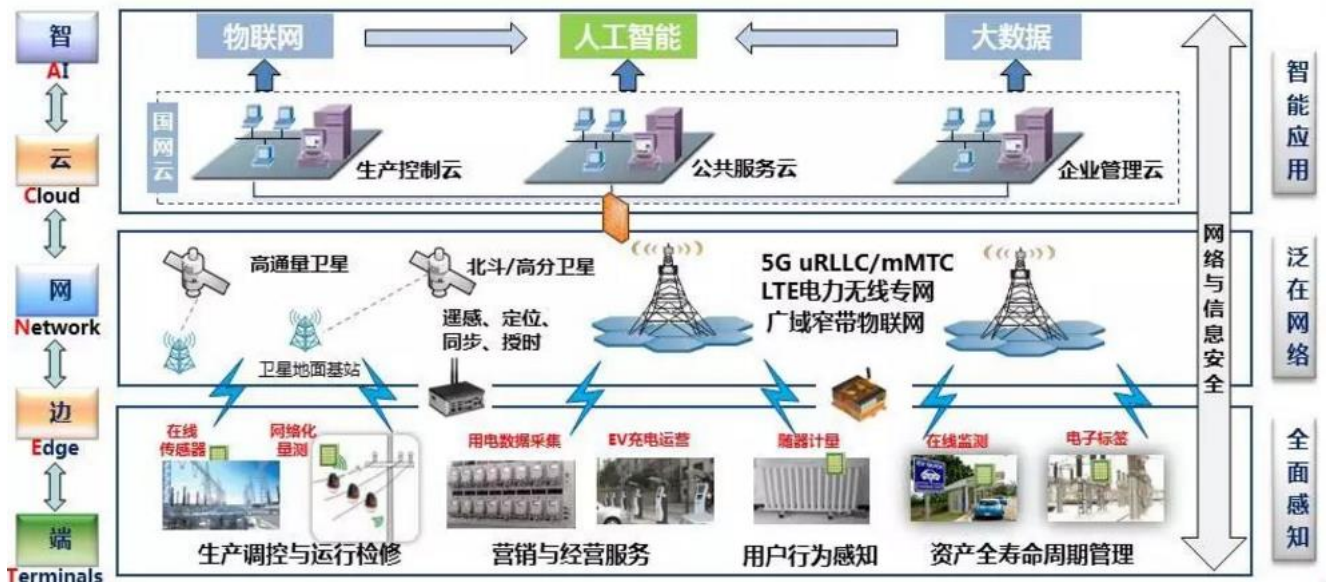 智
AI
云
Cloud
网
Network
边
Edge
端
Terminals
物联网
人工智能
大数据
国网云
生产控制云
公共服务云
企业管理云
高通量卫星
北斗/高分卫星
遥感、定位、
同步、授时
卫星地面基站
5G uRLLC/mMTC
LTE电力无线专网
广域窄带物联网
在线
传感器
网络化
量测
用电数据采集
EV充电运营
随器计量
在线监测
电子标签
生产调控与运行检修
营销与经营服务
用户行为感知
资产全寿命周期管理
网络与信息安全
智能应用
泛在网络
全面感知